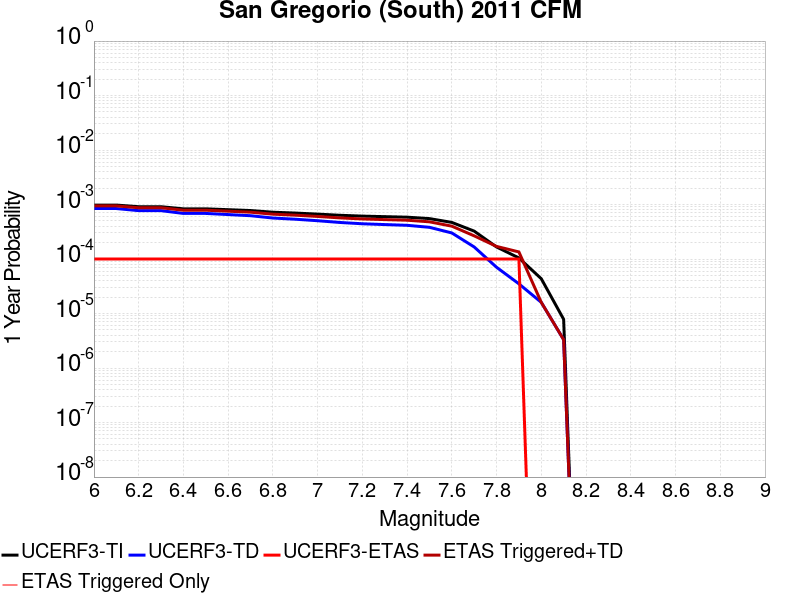 San Gregorio (South) 2011 CFM
1 Year Probability
10^0
10^-1
10^-2
10^-3
10^-4
10^-5
10^-6
10^-7
10^-8
6 6.2 6.4 6.6 6.8 7 7.2 7.4 7.6 7.8 8 8.2 8.4 8.6 8.8 9
Magnitude
UCERF3-TI UCERF3-TD UCERF3-ETAS ETAS Triggered+TD
ETAS Triggered Only